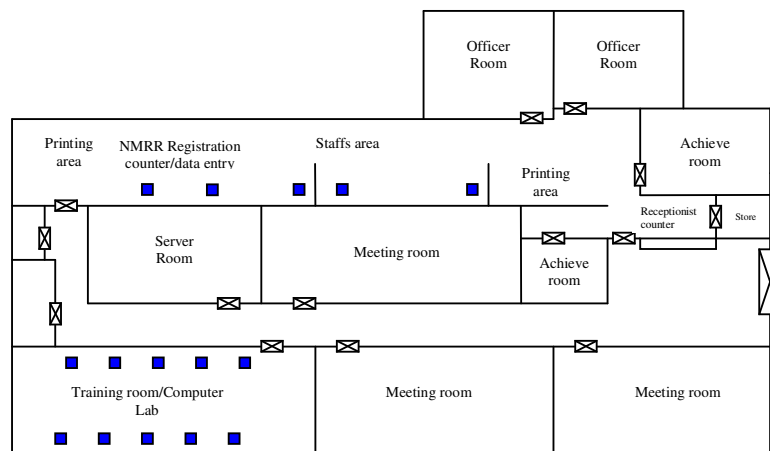 Officer
Room
Officer
Room
Printing
area
NMRR Registration
counter/data entry
Staffs area
Printing
area
Achieve
room
Receptionist
counter
Store
Server
Room
Meeting room
Achieve
room
Training room/Computer
Lab
Meeting room
Meeting room